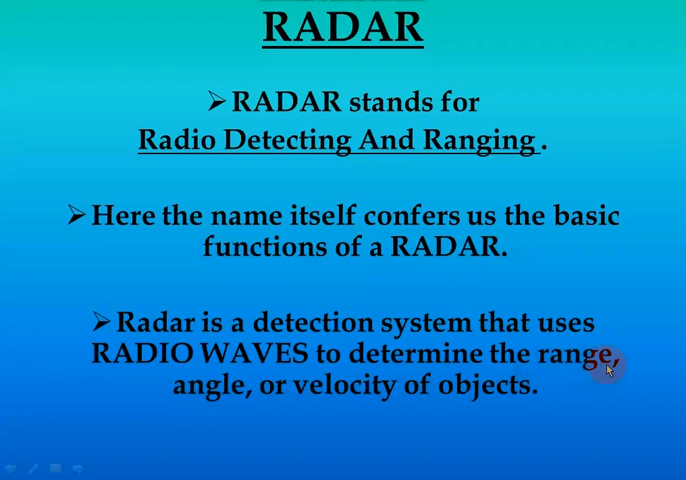 RADAR
➢RADAR stands for
Radio Detecting And Ranging .
➢Here the name itself confers us the basic
functions of a RADAR.
➢Radar is a detection system that uses
RADIO WAVES to determine the range,
angle, or velocity of objects.